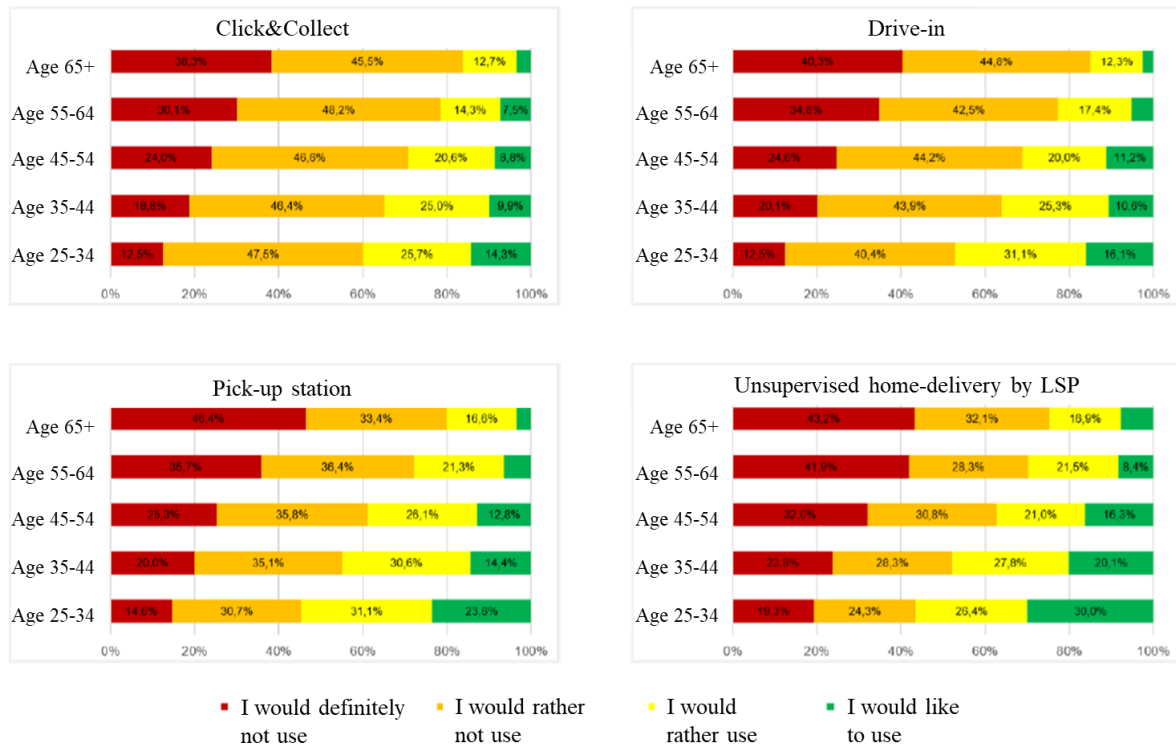 Click&Collect
Age 65+ 38,3% 45,5% 12,7%
Age 55-64 30,1% 48,2% 14,3% 7,5%
Age 45-54 24,0% 46,6% 20,6% 8,8%
Age 35-44 18,8% 46,4% 25,0% 9,9%
Age 25-34 12,5% 47,5% 25,7% 14,3%
0% 20% 40% 60% 80% 100%
Drive-in
Age 65+ 40,3% 44,8% 12,3%
Age 55-64 34,8% 42,5% 17,4%
Age 45-54 24,6% 44,2% 20,0% 11,2%
Age 35-44 20,1% 43,9% 25,3% 10,6%
Age 25-34 12,5% 40,4% 31,1% 16,1%
0% 20% 40% 60% 80% 100%
Pick-up station
Age 65+ 46,4% 33,4% 16,6%
Age 55-64 35,7% 36,4% 21,3%
Age 45-54 25,3% 35,8% 26,1% 12,8%
Age 35-44 20,0% 35,1% 30,6% 14,4%
Age 25-34 14,6% 30,7% 31,1% 23,6%
0% 20% 40% 60% 80% 100%
Unsupervised home-delivery by LSP
Age 65+ 43,2% 32,1% 16,9%
Age 55-64 41,9% 28,3% 21,5% 8,4%
Age 45-54 32,0% 30,8% 21,0% 16,3%
Age 35-44 23,8% 28,3% 27,8% 20,1%
Age 25-34 19,3% 24,3% 26,4% 30,0%
0% 20% 40% 60% 80% 100%
I would definitely
not use
I would rather
not use
I would
rather use
I would like
to use